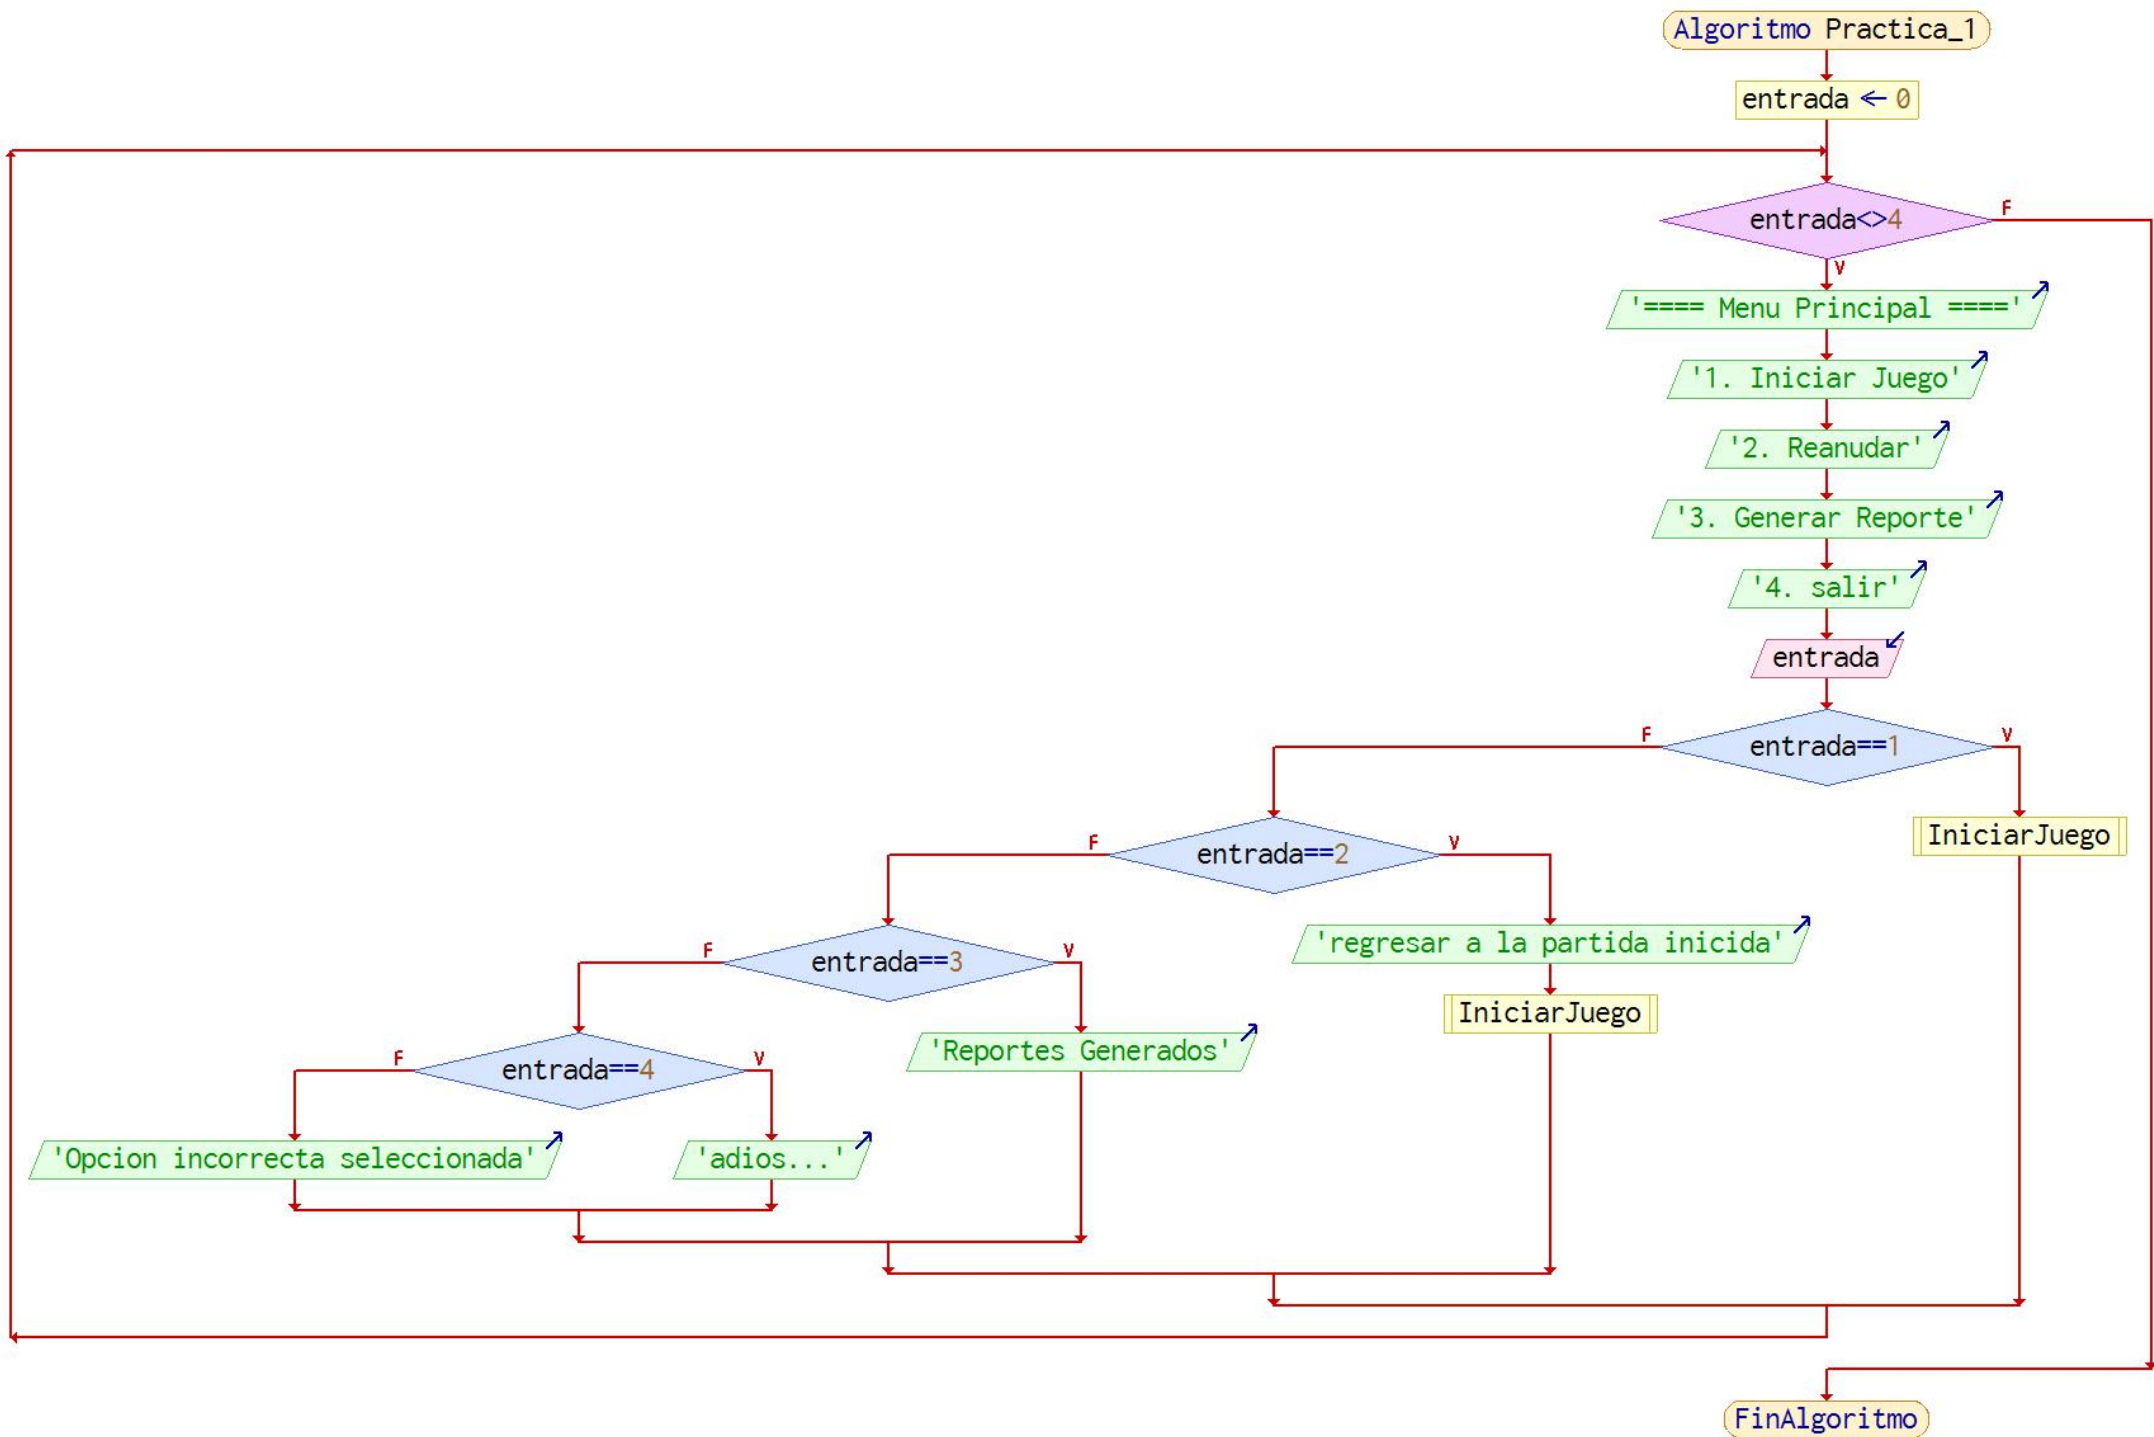 Algoritmo Practica_1
entrada ← 0
entrada<>4
F
V
'==== Menu Principal ===='
'1. Iniciar Juego'
'2. Reanudar'
'3. Generar Reporte'
'4. salir'
entrada
F
entrada==1
V
IniciarJuego
F
entrada==2
V
'regresar a la partida inicida'
IniciarJuego
F
entrada==3
V
'Reportes Generados'
F
entrada==4
V
'Opcion incorrecta seleccionada'
'adios...'
FinAlgoritmo